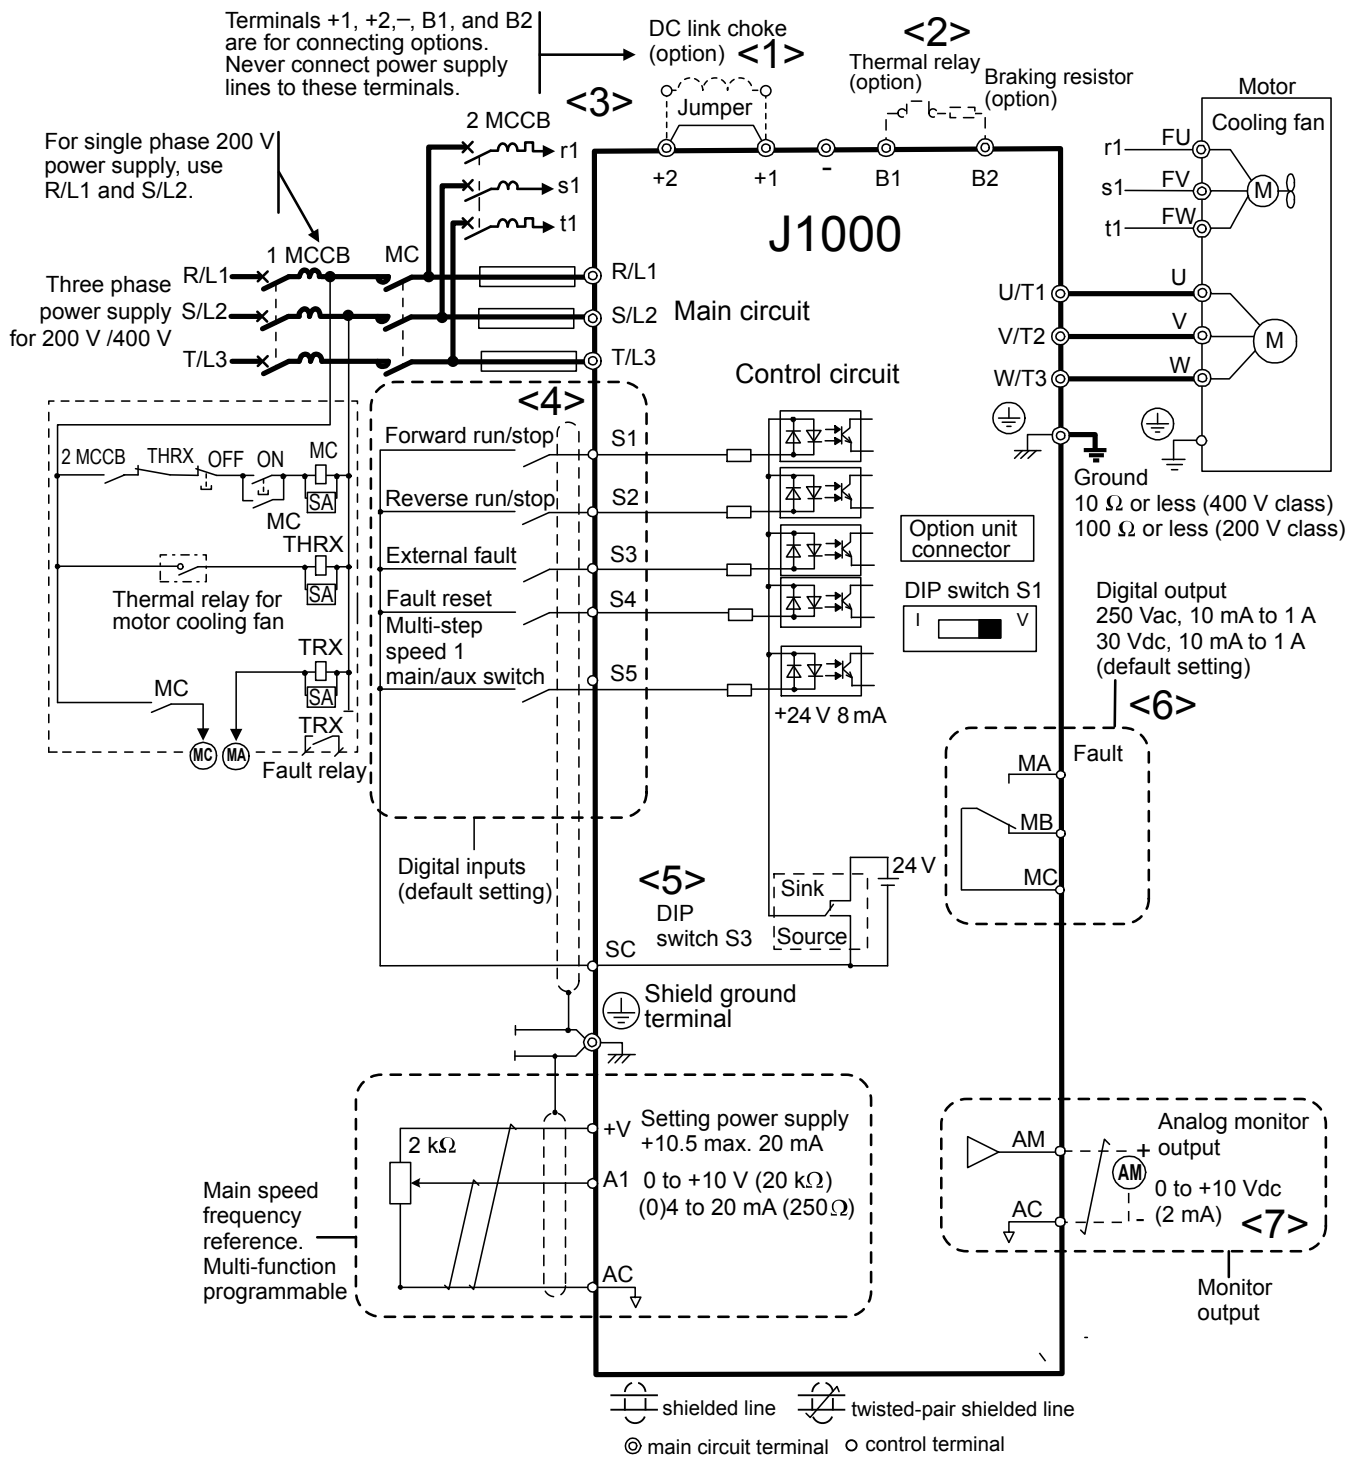 Terminals +1, +2,–, B1, and B2
are for connecting options.
Never connect power supply
lines to these terminals.
DC link choke
(option) <1>
Jumper
<2>
Thermal relay
(option)
Braking resistor
(option)
<3>
2 MCCB
r1
s1
t1
For single phase 200 V
power supply, use
R/L1 and S/L2.
+2
+1
-
B1
B2
J1000
Motor
Cooling fan
r1 FU
s1 FV
t1 FW
M
1 MCCB
MC
Three phase
power supply
for 200 V /400 V
R/L1
S/L2
T/L3
R/L1
S/L2
T/L3
Main circuit
U/T1
V/T2
W/T3
U
V
W
M
Control circuit
Ground
10 Ω or less (400 V class)
100 Ω or less (200 V class)
2 MCCB
THRX
OFF
ON
MC
SA
MC
THRX
SA
Thermal relay for
motor cooling fan
TRX
SA
MC
TRX
MC
MA
Fault relay
<4>
Forward run/stop
S1
Reverse run/stop
S2
External fault
S3
Fault reset
S4
Multi-step
speed 1
main/aux switch
S5
+24 V 8 mA
Option unit
connector
DIP switch S1
I
V
Digital output
250 Vac, 10 mA to 1 A
30 Vdc, 10 mA to 1 A
(default setting)
<6>
MA
Fault
MB
MC
Digital inputs
(default setting)
<5>
DIP
switch S3
Sink
Source
24 V
SC
Shield ground
terminal
2 kΩ
+V
Setting power supply
+10.5 max. 20 mA
A1
0 to +10 V (20 kΩ)
(0)4 to 20 mA (250Ω)
AC
Main speed
frequency
reference.
Multi-function
programmable
AM
+
Analog monitor
output
AM
0 to +10 Vdc
(2 mA)
AC
-
<7>
Monitor
output
shielded line
twisted-pair shielded line
main circuit terminal
control terminal